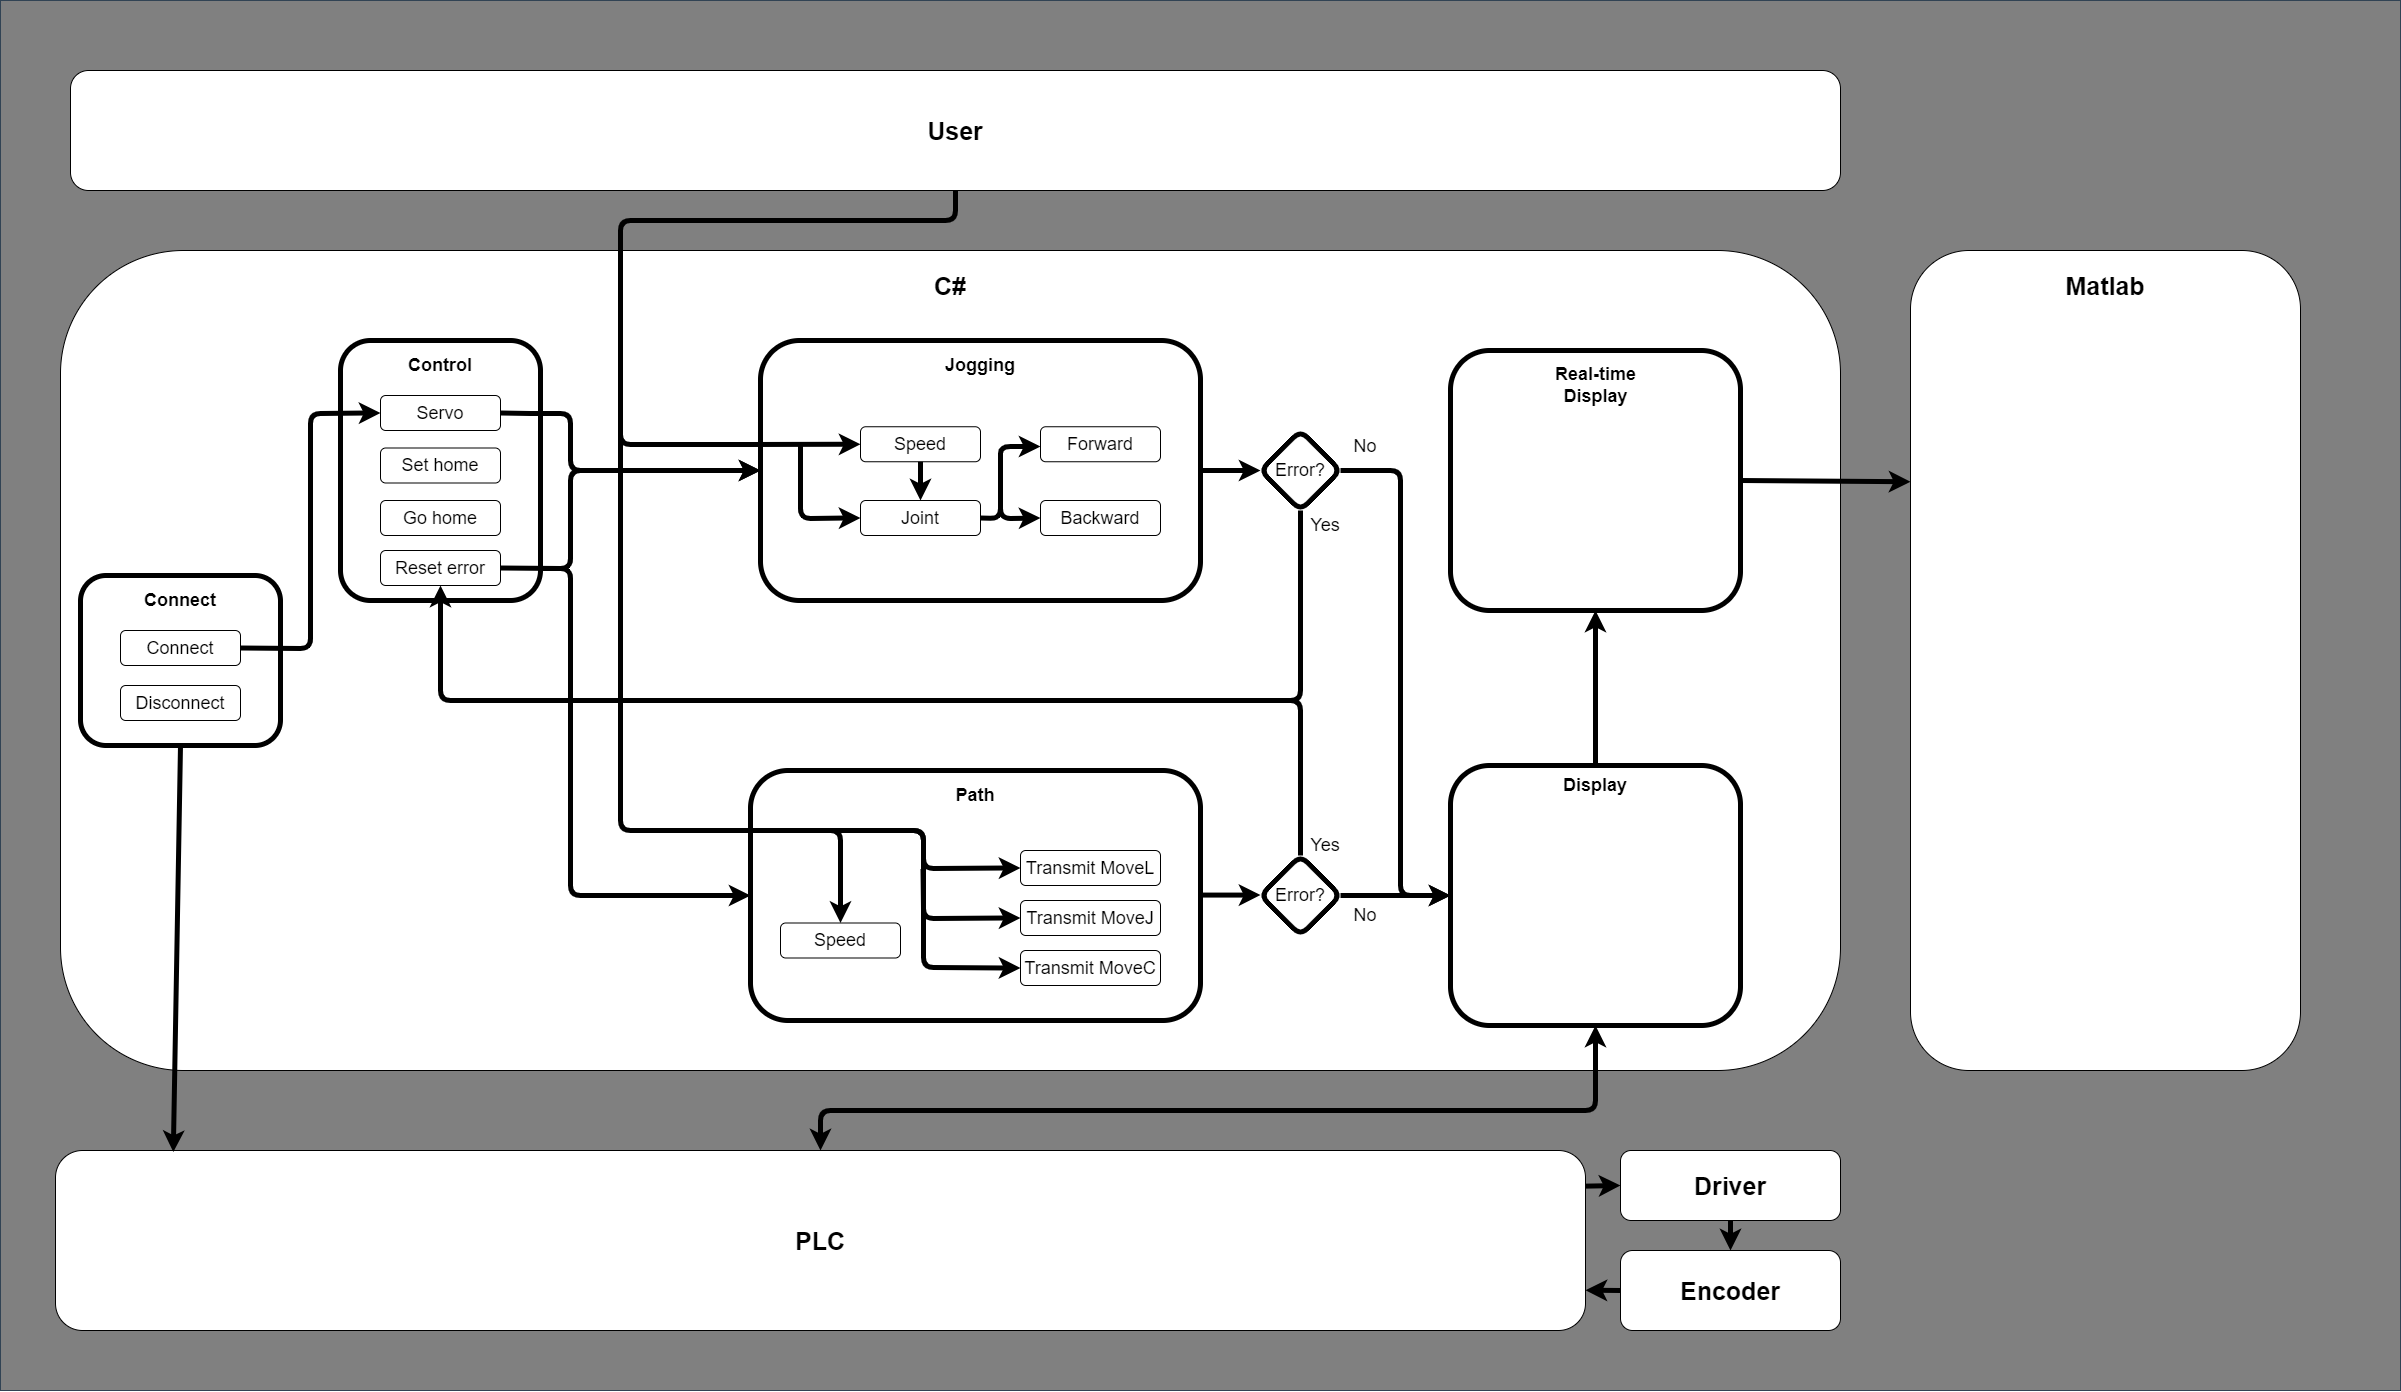 User
C#
Matlab
Control
Servo
Set home
Go home
Reset error
Connect
Connect
Disconnect
Jogging
Speed
Joint
Forward
Backward
Error?
No
Yes
Real-time
Display
Path
Speed
Transmit MoveL
Transmit MoveJ
Transmit MoveC
Yes
Error?
No
Display
PLC
Driver
Encoder